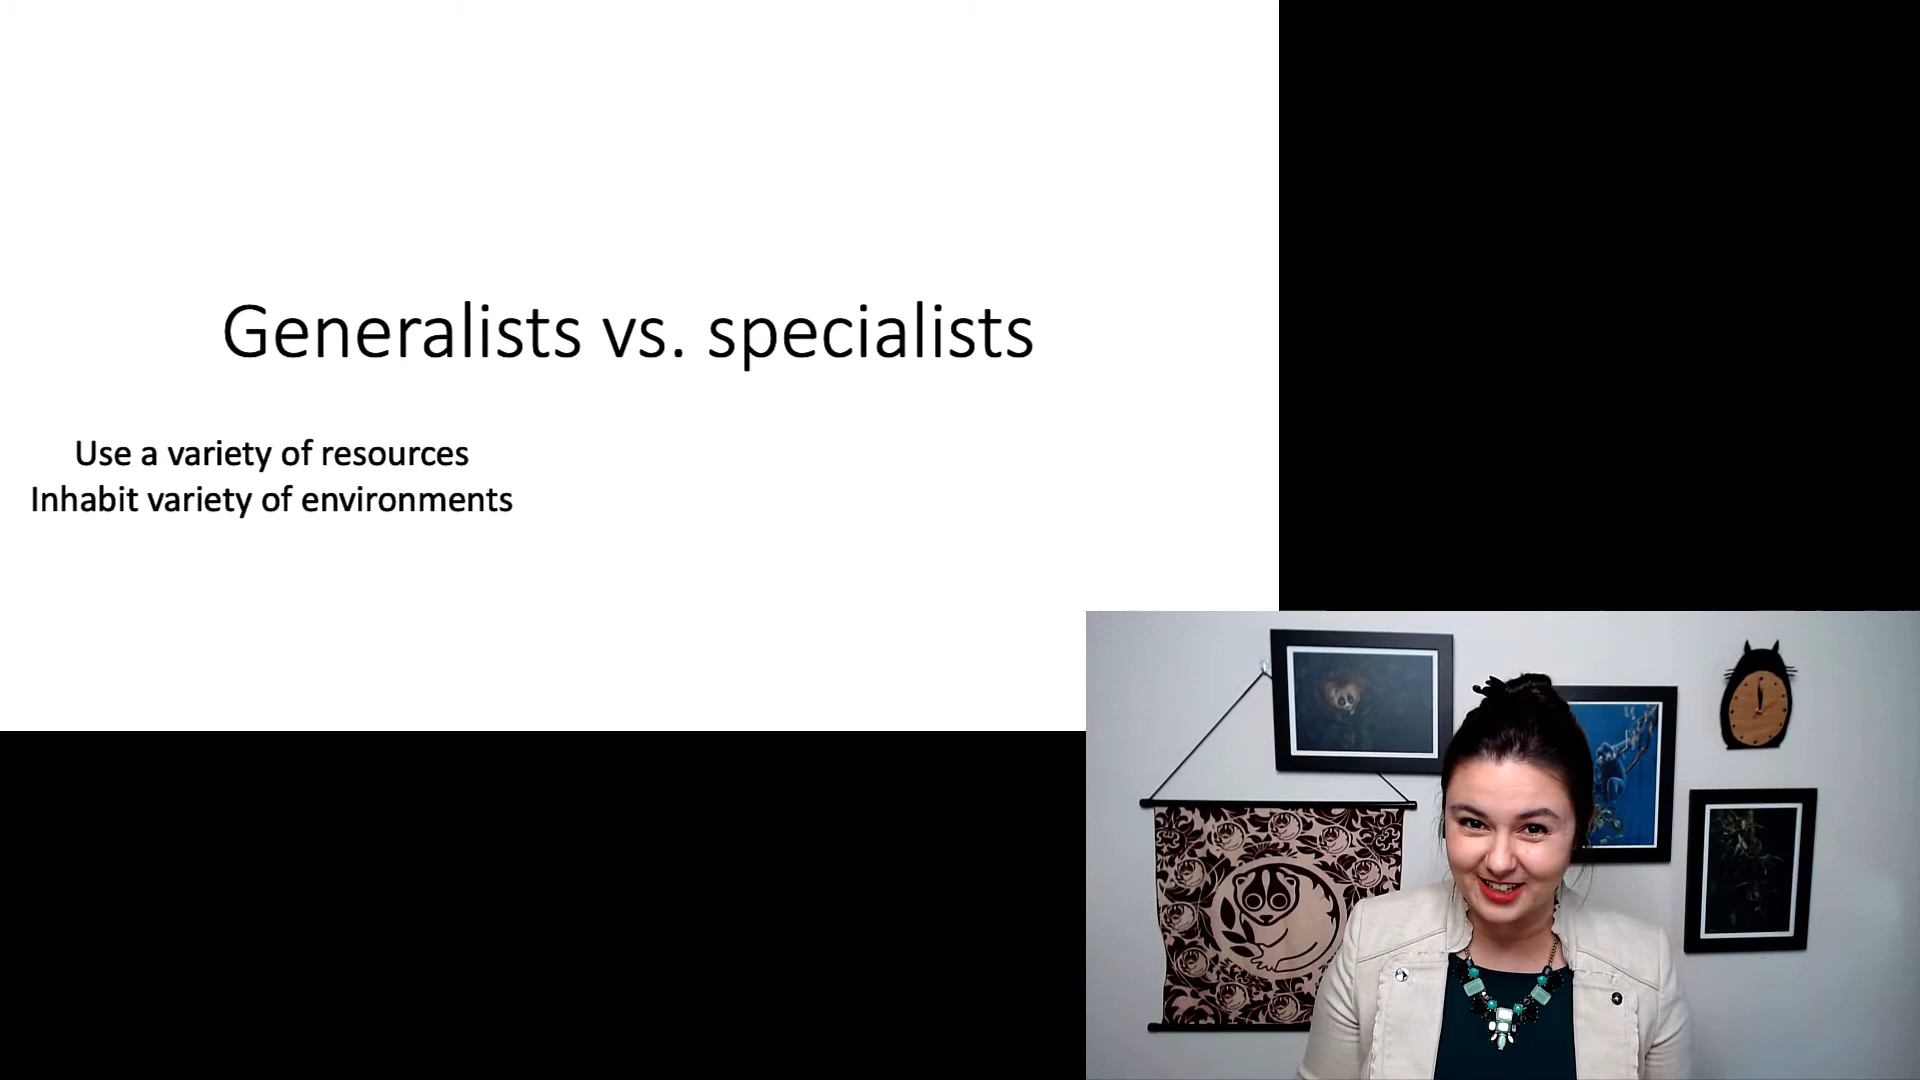 Generalists vs. specialists
Use a variety of resources
Inhabit variety of environments